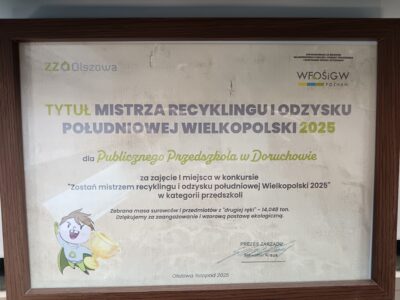 ZZO Olszowa
WFOŚiGW
POZNAŃ
TYTUŁ MISTRZA RECYKLINGU I ODZYSKU
POŁUDNIOWEJ WIELKOPOLSKI 2025
dla Publicznego Przedszkola w Doruchowie
za zajęcie I miejsca w konkursie
"Zostań mistrzem recyklingu i odzysku południowej Wielkopolski 2025"
w kategorii przedszkoli
Zebrana masa surowców i przedmiotów z "drugiej ręki" - 14,048 ton.
Dziękujemy za zaangażowanie i wzorową postawę ekologiczną.
PREZES ZARZĄDU
Olszowa, listopad 2025